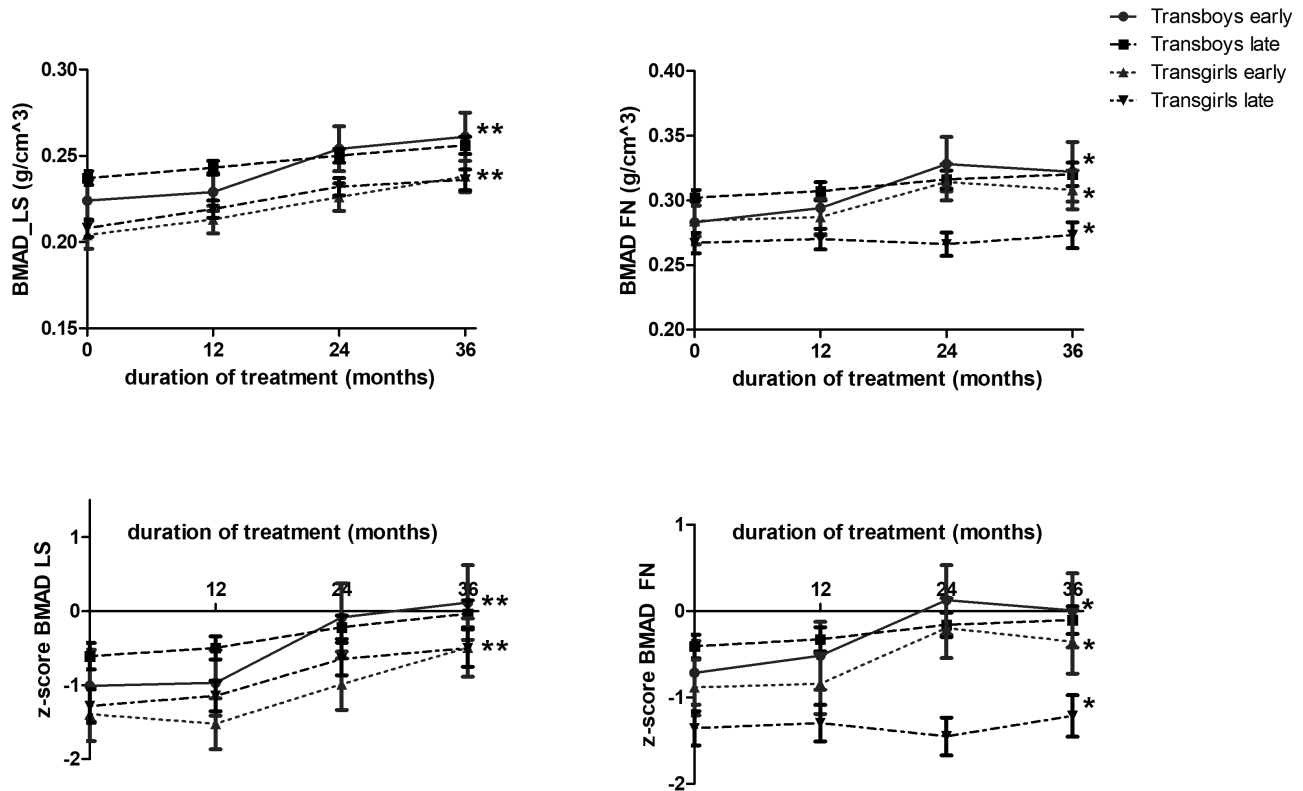 Transboys early
Transboys late
Transgirls early
Transgirls late
BMAD_LS (g/cm^3)
0.30
0.25
0.20
0.15
**
**
0 12 24 36
duration of treatment (months)
BMAD FN (g/cm^3)
0.40
0.35
0.30
0.25
0.20
*
*
*
0 12 24 36
duration of treatment (months)
z-score BMAD LS
duration of treatment (months)
1
0
-1
-2
12 24 36
**
**
z-score BMAD FN
duration of treatment (months)
1
0
-1
-2
12 24 36
*
*
*